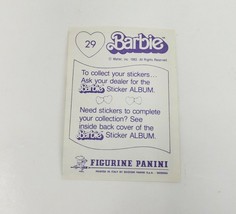 29
Barbie
© Mattel, Inc. 1983 All Rights Reserved
To collect your stickers...
Ask your dealer for the
Barbie Sticker ALBUM.
Need stickers to complete
your collection? See
inside back cover of the
Barbie Sticker ALBUM.
FIGURINE PANINI